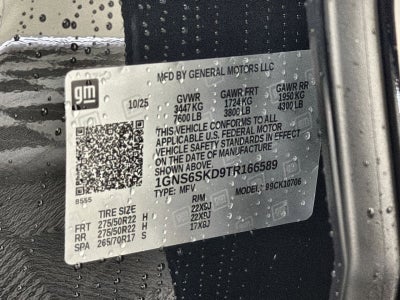 gm
MFD BY GENERAL MOTORS LLC
10/25 GVWR GAWR FRT GAWR RR
3447 KG 1724 KG 1950 KG
7600 LB 3800 LB 4300 LB
THIS VEHICLE CONFORMS TO ALL
APPLICABLE U.S. FEDERAL MOTOR
VEHICLE SAFETY STANDARDS IN
EFFECT ON THE DATE OF MANUFACTURE
SHOWN ABOVE.
1GNS6SKD9TR166589
TYPE: MPV 99CK10706
TIRE SIZE RIM
FRT 275/50R22 H 22X9J
RR 275/50R22 H 22X9J
SPA 265/70R17 S 17X8J